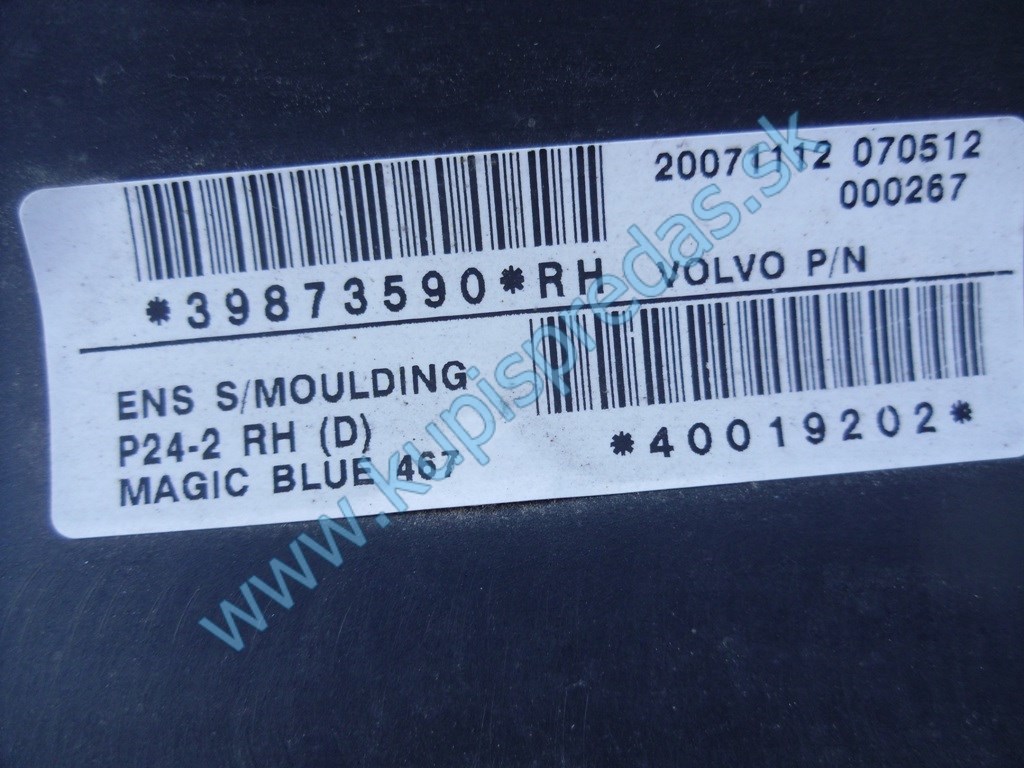 20071112 070512
000267
*39873590*RH VOLVO P/N
ENS S/MOULDING
P24-2 RH (D)
MAGIC BLUE 467
*40019202*
www.kupispredas.sk